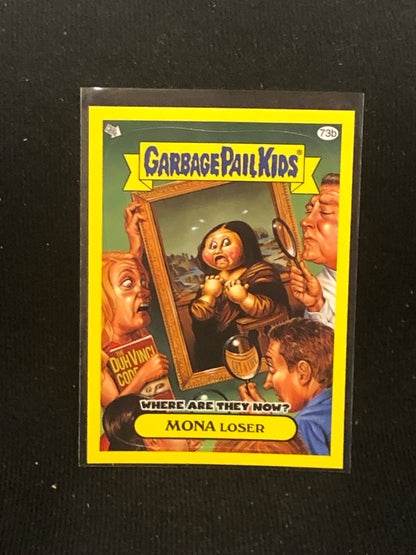 73b
GARBAGE PAIL KIDS®
THE
DUH VINCI
CODE
WHERE ARE THEY NOW?
MONA LOSER